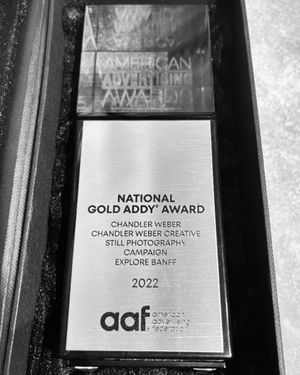 AMERICAN
ADVERTISING
AWARDS
NATIONAL
GOLD ADDY® AWARD
CHANDLER WEBER
CHANDLER WEBER CREATIVE
STILL PHOTOGRAPHY
CAMPAIGN
EXPLORE BANFF
2022
aaf american
advertising
federation